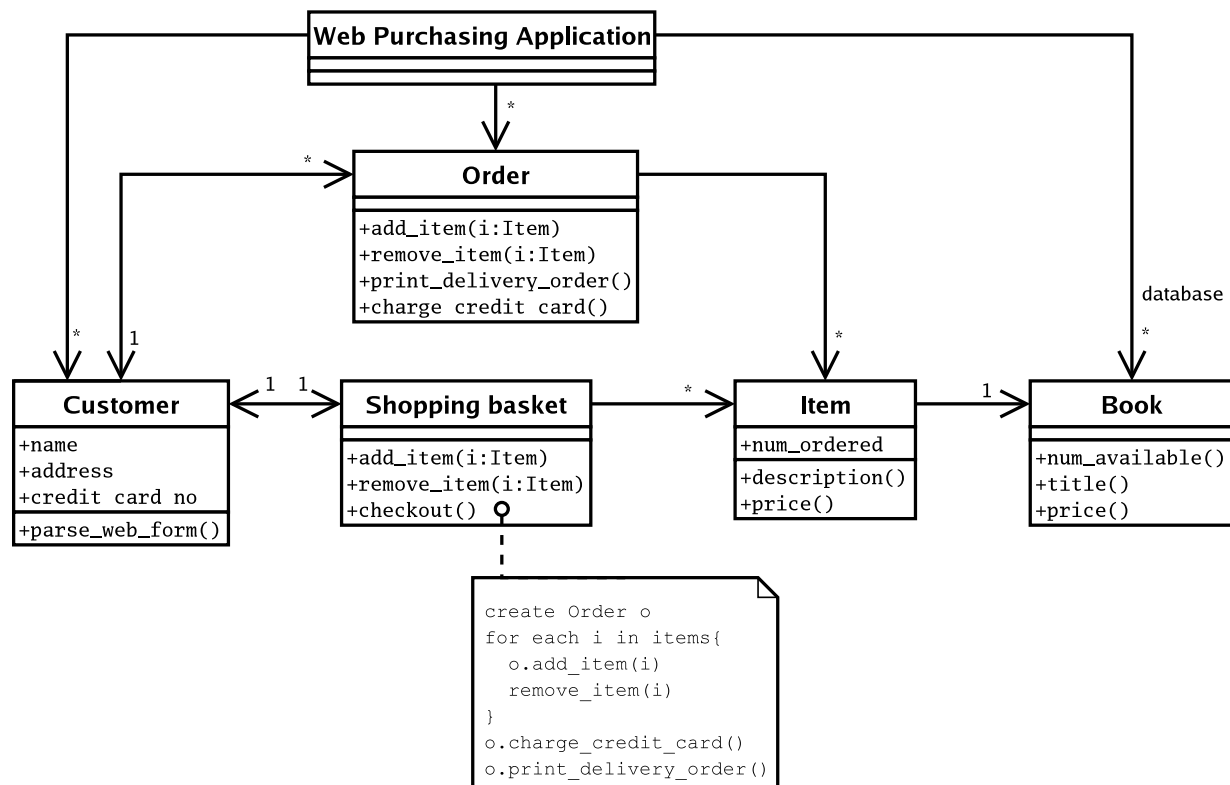 Web Purchasing Application
*
*
Order
+add_item(i:Item)
+remove_item(i:Item)
+print_delivery_order()
+charge credit card()
database
*
1
*
*
Customer
+name
+address
+credit card no
+parse_web_form()
1
1
Shopping basket
+add_item(i:Item)
+remove_item(i:Item)
+checkout()
*
Item
+num_ordered
+description()
+price()
1
Book
+num_available()
+title()
+price()
create Order o
for each i in items{
o.add_item(i)
remove_item(i)
}
o.charge_credit_card()
o.print_delivery_order()